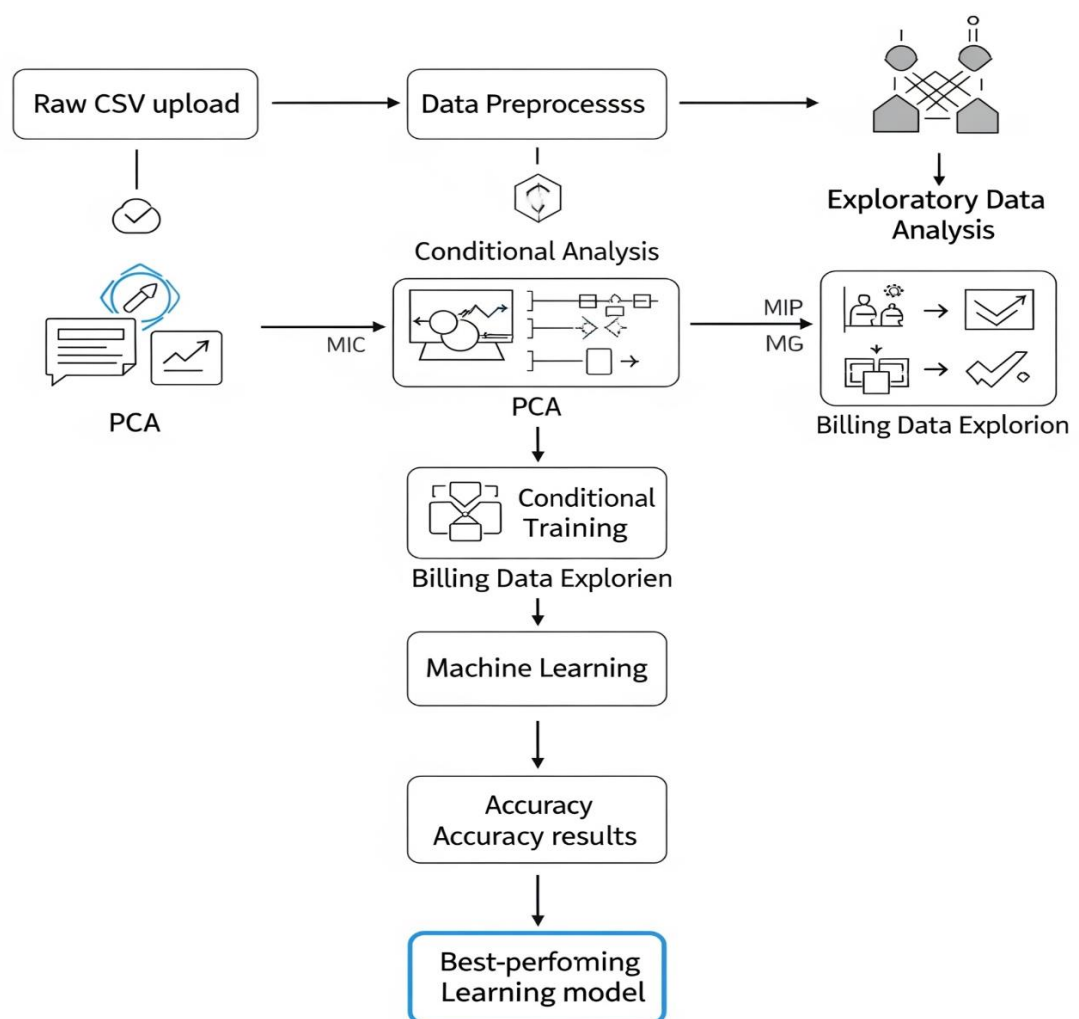 Raw CSV upload
Data Preprocessss
Exploratory Data
Analysis
Conditional Analysis
MIC
MIP
MG
PCA
PCA
Billing Data Explorion
Conditional
Training
Billing Data Explorien
Machine Learning
Accuracy
Accuracy results
Best-perfoming
Learning model